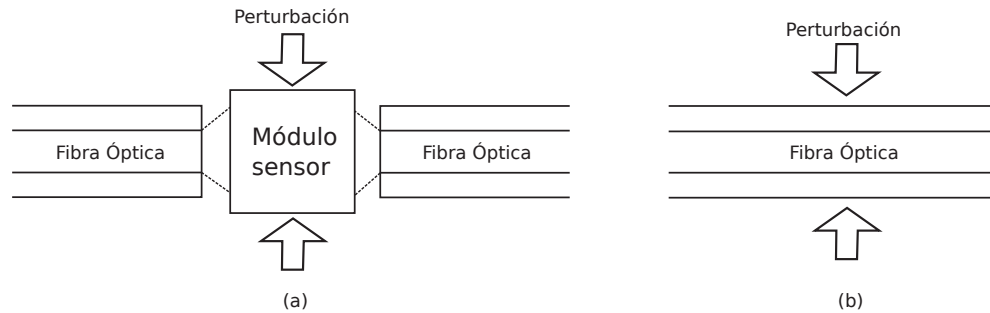 Perturbación
Fibra Óptica
Módulo
sensor
Fibra Óptica
(a)
Perturbación
Fibra Óptica
(b)